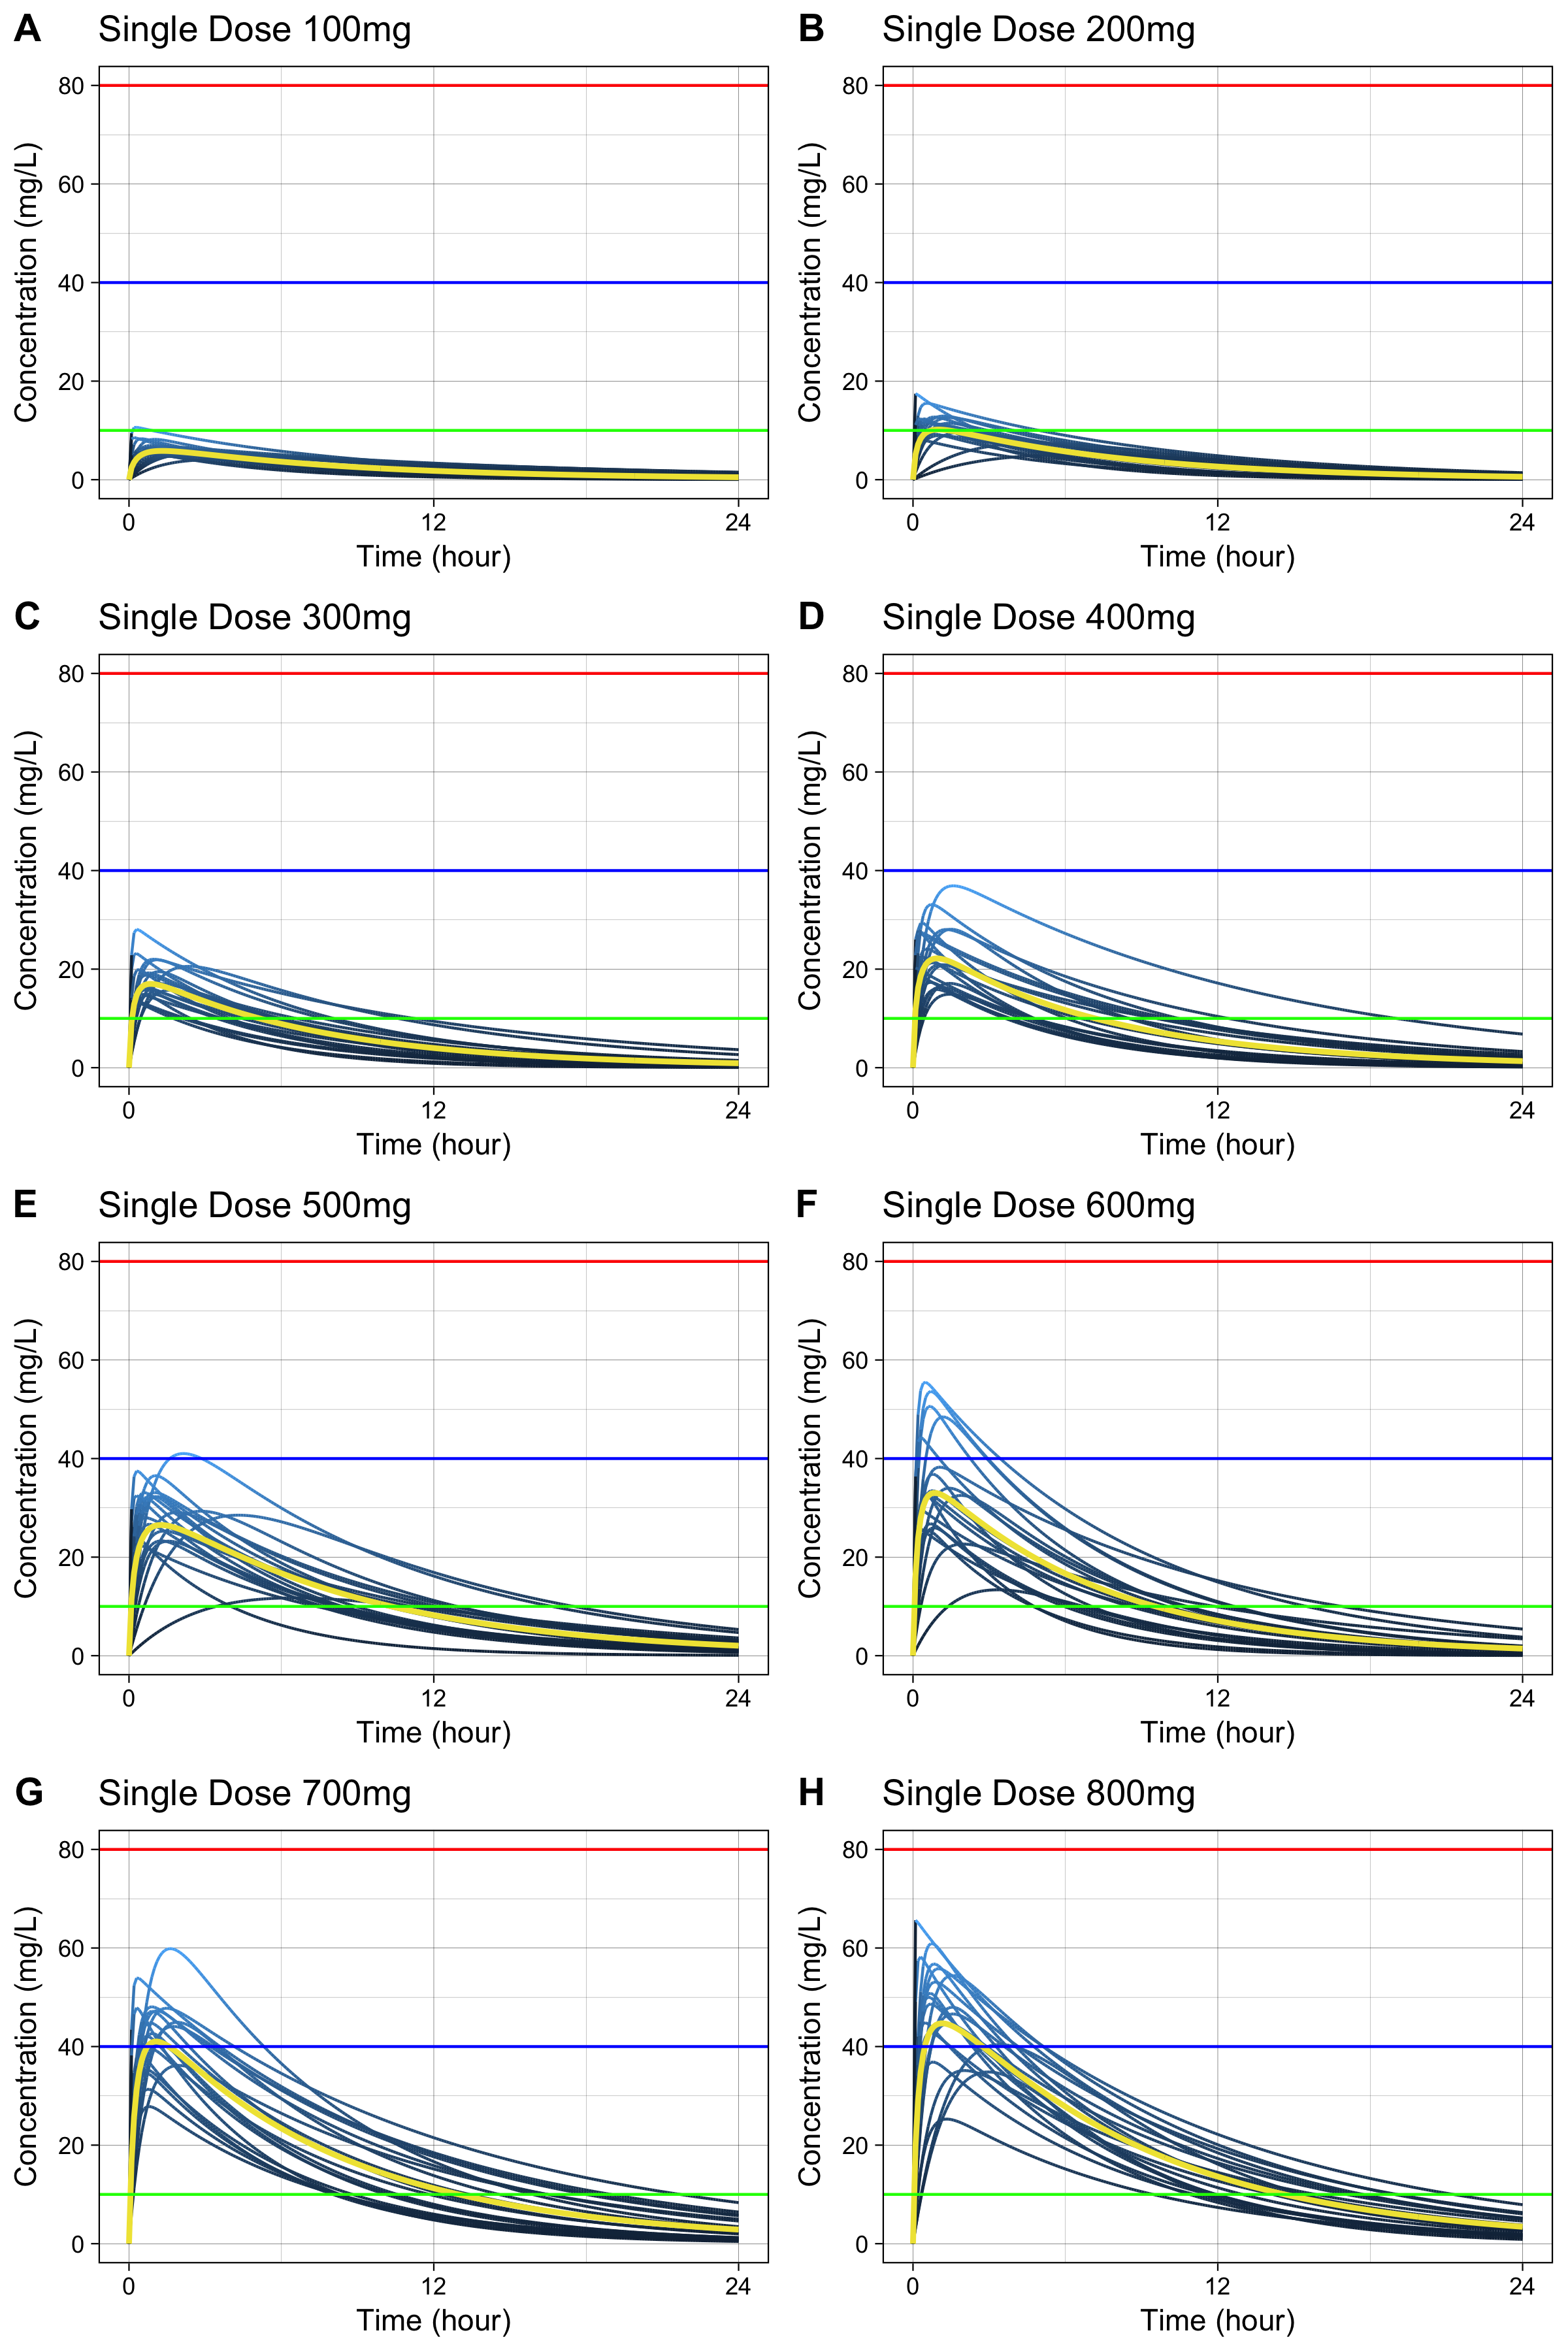 A Single Dose 100mg
B Single Dose 200mg
Concentration (mg/L)
80
60
40
20
0
0 12 24
Time (hour)
Concentration (mg/L)
80
60
40
20
0
0 12 24
Time (hour)
C Single Dose 300mg
D Single Dose 400mg
Concentration (mg/L)
80
60
40
20
0
0 12 24
Time (hour)
Concentration (mg/L)
80
60
40
20
0
0 12 24
Time (hour)
E Single Dose 500mg
F Single Dose 600mg
Concentration (mg/L)
80
60
40
20
0
0 12 24
Time (hour)
Concentration (mg/L)
80
60
40
20
0
0 12 24
Time (hour)
G Single Dose 700mg
H Single Dose 800mg
Concentration (mg/L)
80
60
40
20
0
0 12 24
Time (hour)
Concentration (mg/L)
80
60
40
20
0
0 12 24
Time (hour)